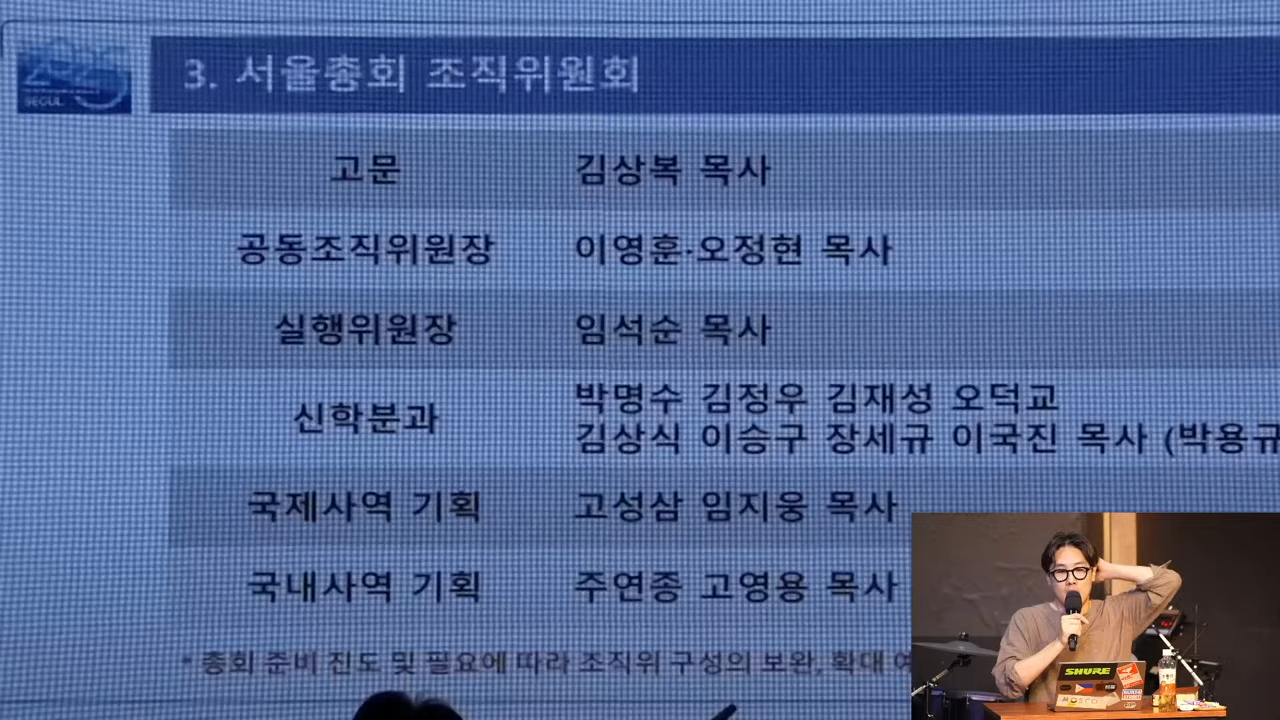 2025
SEOUL
3. 서울총회 조직위원회
고문 김상복 목사
공동조직위원장 이영훈·오정현 목사
실행위원장 임석순 목사
신학분과 박명수 김정우 김재성 오덕교
김상식 이승구 장세규 이국진 목사 (박용규
국제사역 기획 고성삼 임지웅 목사
국내사역 기획 주연종 고영용 목사
* 총회 준비 진도 및 필요에 따라 조직위 구성의 보완, 확대
SHURE
MOSCO